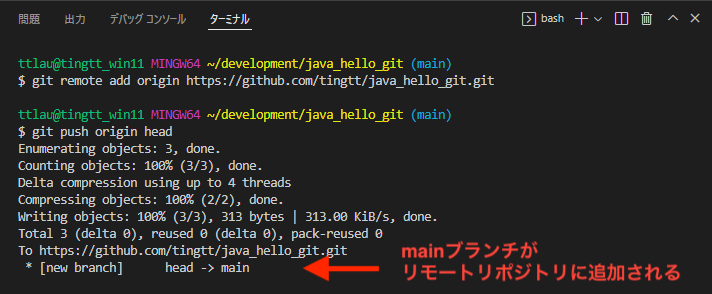 問題 出力 デバッグ コンソール ターミナル bash
ttlau@tingtt_win11 MINGW64 ~/development/java_hello_git (main)
$ git remote add origin https://github.com/tingtt/java_hello_git.git
ttlau@tingtt_win11 MINGW64 ~/development/java_hello_git (main)
$ git push origin head
Enumerating objects: 3, done.
Counting objects: 100% (3/3), done.
Delta compression using up to 4 threads
Compressing objects: 100% (2/2), done.
Writing objects: 100% (3/3), 313 bytes | 313.00 KiB/s, done.
Total 3 (delta 0), reused 0 (delta 0), pack-reused 0
To https://github.com/tingtt/java_hello_git.git
* [new branch]      head -> main
mainブランチが
リモートリポジトリに追加される